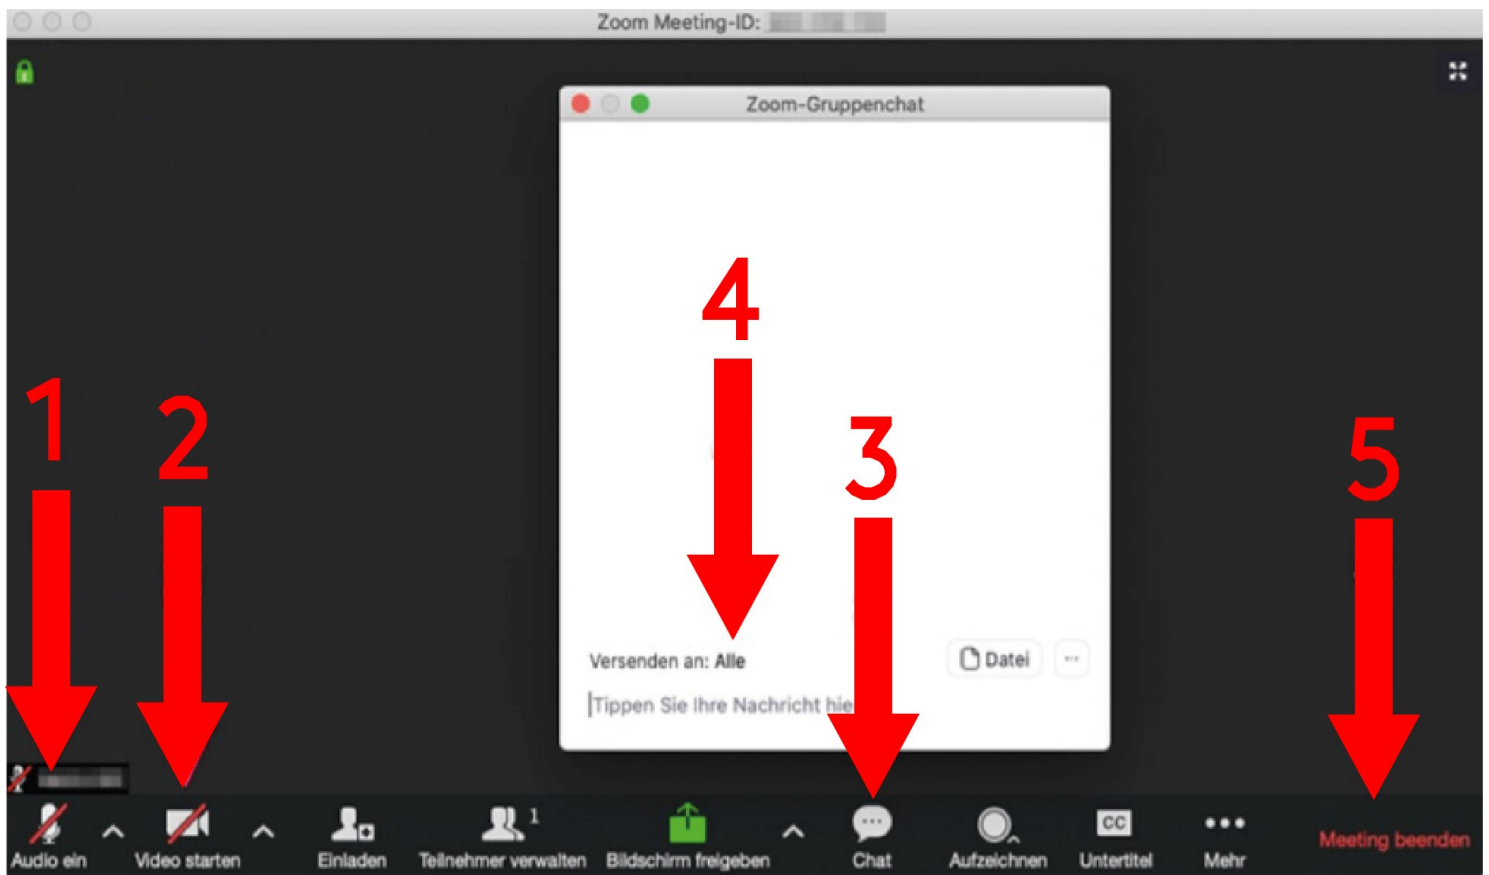 Zoom Meeting-ID:
Zoom-Gruppenchat
4
1
2
3
5
Versenden an: Alle
Datei
Tippen Sie Ihre Nachricht hie
1
Audio ein
Video starten
Einladen
Teilnehmer verwalten
Bildschirm freigeben
Chat
Aufzeichnen
CC
Untertitel
Mehr
Meeting beenden